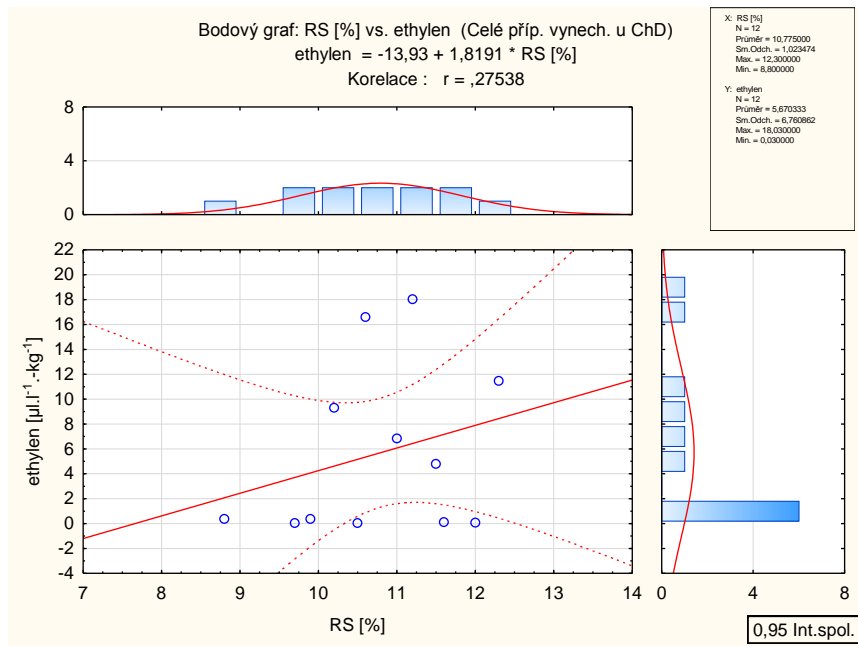 Bodový graf: RS [%] vs. ethylen (Celé příp. vynech. u ChD)
ethylen = -13,93 + 1,8191 * RS [%]
Korelace : r = ,27538
X: RS [%]
N = 12
Průměr = 10,775000
Sm.Odch. = 1,023474
Max. = 12,300000
Min. = 8,800000
Y: ethylen
N = 12
Průměr = 5,670333
Sm.Odch. = 6,760862
Max. = 18,030000
Min. = 0,030000
8
4
0
22
20
18
16
14
12
10
8
6
4
2
0
-2
-4
ethylen [µl.l⁻¹.-kg⁻¹]
7 8 9 10 11 12 13 14
RS [%]
0 4 8
0,95 Int.spol.